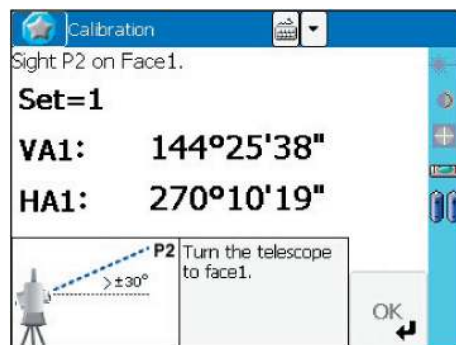 Calibration
Sight P2 on Face1.
Set=1
VA1: 144°25'38"
HA1: 270°10'19"
P2
>±30°
Turn the telescope
to face1.
OK